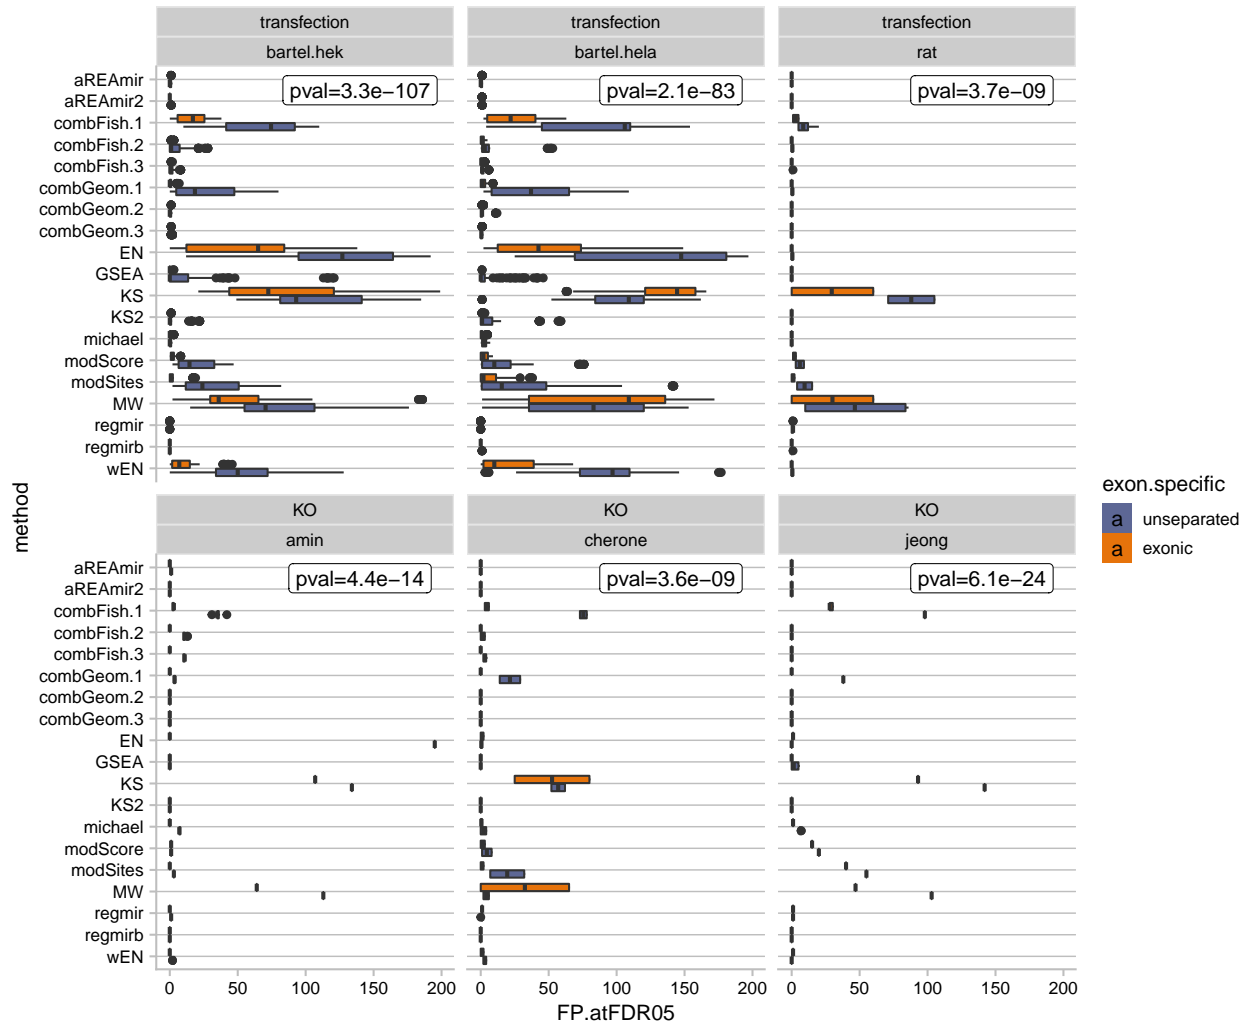 transfection transfection transfection
bartel.hek bartel.hela rat
aREAmir
pval=3.3e−107 pval=2.1e−83 pval=3.7e−09
aREAmir2
combFish.1
combFish.2
combFish.3
combGeom.1
combGeom.2
combGeom.3
EN
GSEA
KS
KS2
michael
modScore
modSites
MW
regmir
regmirb
wEN
KO KO KO
amin cherone jeong
aREAmir
pval=4.4e−14 pval=3.6e−09 pval=6.1e−24
aREAmir2
combFish.1
combFish.2
combFish.3
combGeom.1
combGeom.2
combGeom.3
EN
GSEA
KS
KS2
michael
modScore
modSites
MW
regmir
regmirb
wEN
0 50 100 150 200 0 50 100 150 200 0 50 100 150 200
FP.atFDR05
method
exon.specific
a unseparated
a exonic